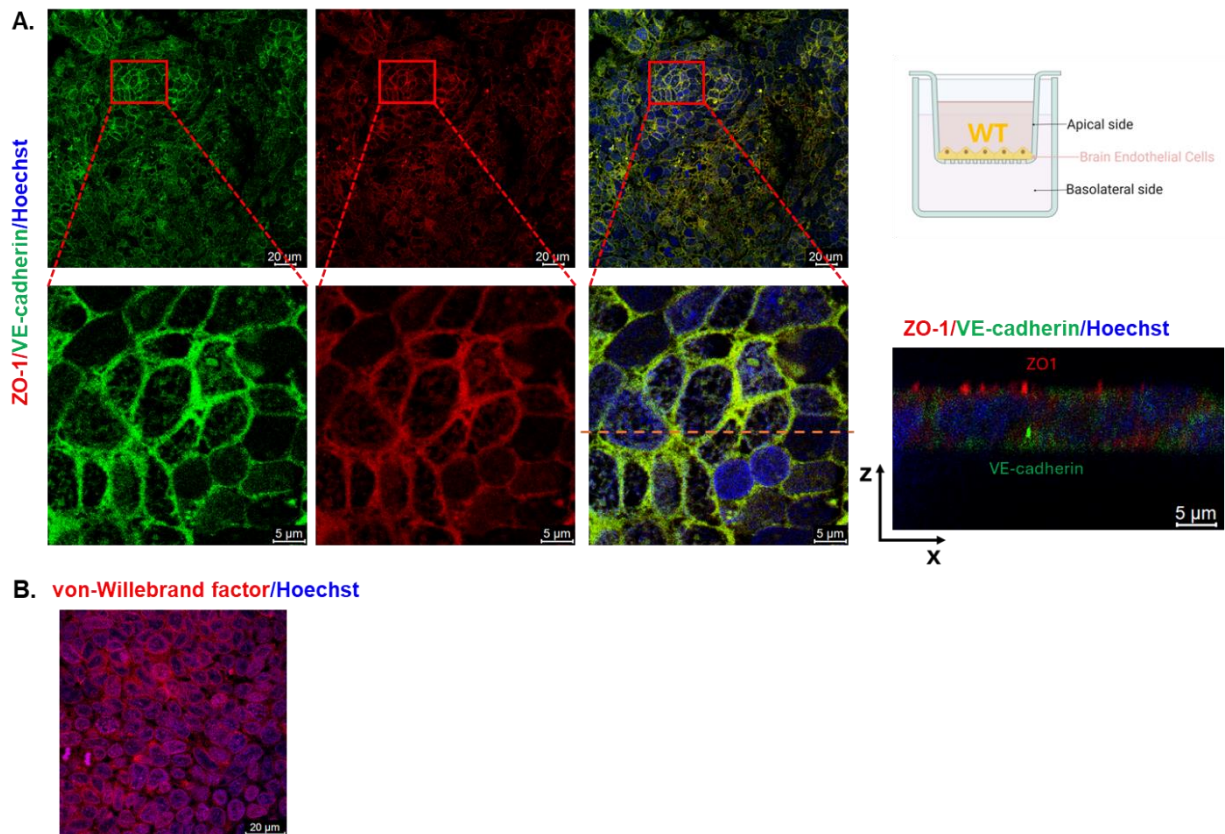 A.
ZO-1/VE-cadherin/Hoechst
20 µm
20 µm
20 µm
WT
Apical side
Brain Endothelial Cells
Basolateral side
5 µm
5 µm
5 µm
ZO-1/VE-cadherin/Hoechst
ZO1
VE-cadherin
Z
X
5 µm
B. von-Willebrand factor/Hoechst
20 µm